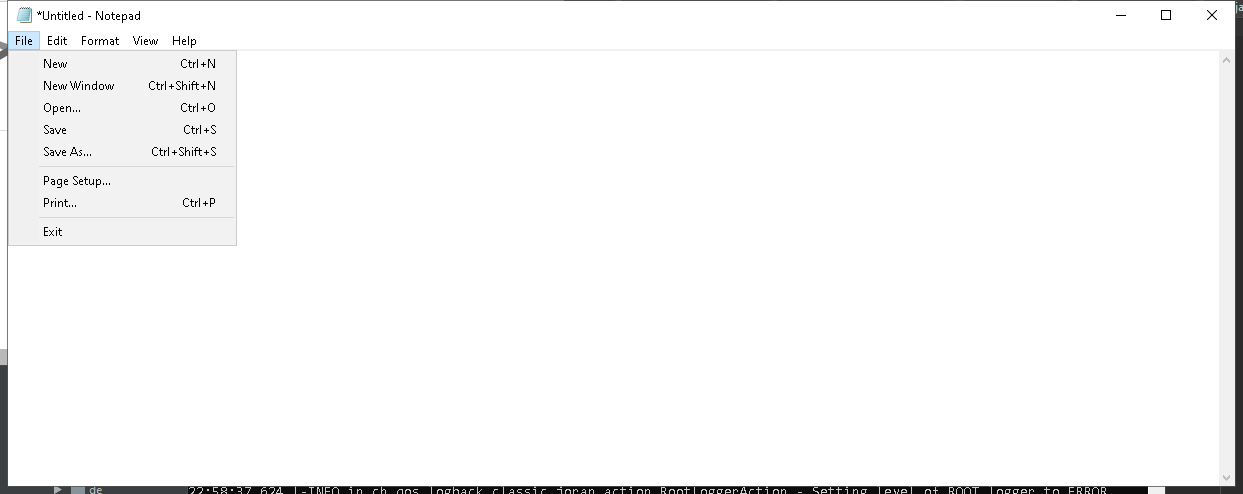 *Untitled - Notepad
File Edit Format View Help
New Ctrl+N
New Window Ctrl+Shift+N
Open... Ctrl+O
Save Ctrl+S
Save As... Ctrl+Shift+S
Page Setup...
Print... Ctrl+P
Exit
de 22:58:37,624 |-INFO in ch.qos.logback.classic.joran.action.RootLoggerAction - Setting level of ROOT logger to ERROR